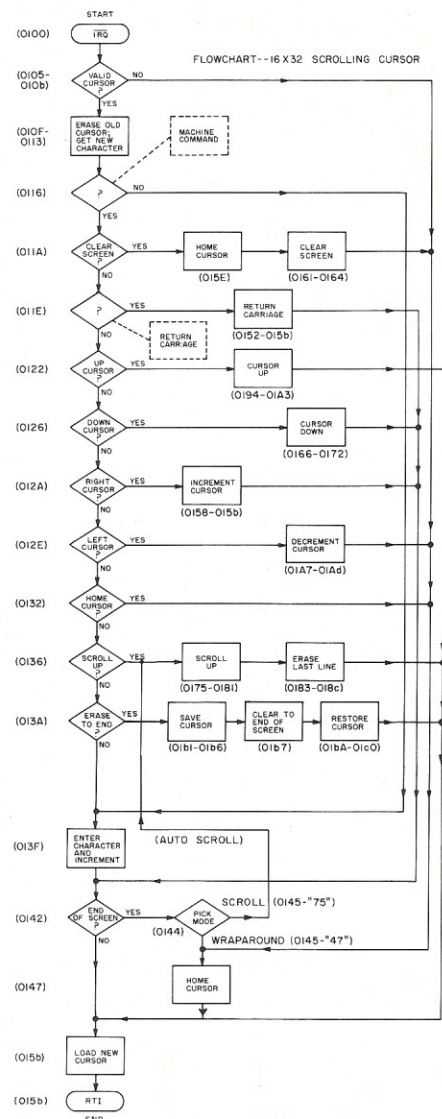 START
(0100)
IRQ
FLOWCHART--16 X 32 SCROLLING CURSOR
(0105-
010b)
VALID
CURSOR
?
NO
YES
(010F-
0113)
ERASE OLD
CURSOR;
GET NEW
CHARACTER
MACHINE
COMMAND
(0116)
?
NO
YES
(011A)
CLEAR
SCREEN
?
YES
HOME
CURSOR
(015E)
CLEAR
SCREEN
(0161-0164)
NO
(011E)
?
YES
RETURN
CARRIAGE
(0152-015b)
NO
RETURN
CARRIAGE
(0122)
UP
CURSOR
?
YES
CURSOR
UP
(0194-01A3)
NO
(0126)
DOWN
CURSOR
?
YES
CURSOR
DOWN
(0166-0172)
NO
(012A)
RIGHT
CURSOR
?
YES
INCREMENT
CURSOR
(0158-015b)
NO
(012E)
LEFT
CURSOR
?
YES
DECREMENT
CURSOR
(01A7-01Ad)
NO
(0132)
HOME
CURSOR
?
YES
NO
(0136)
SCROLL
UP
?
YES
SCROLL
UP
(0175-0181)
ERASE
LAST LINE
(0183-018c)
NO
(013A)
ERASE
TO END
?
YES
SAVE
CURSOR
(01b1-01b6)
CLEAR TO
END OF
SCREEN
(01b7)
RESTORE
CURSOR
(01bA-01c0)
NO
(AUTO SCROLL)
(013F)
ENTER
CHARACTER
AND
INCREMENT
SCROLL (0145-"75")
(0142)
END
OF SCREEN
?
YES
(0144)
PICK
MODE
NO
WRAPAROUND (0145-"47")
(0147)
HOME
CURSOR
(015b)
LOAD NEW
CURSOR
(015b)
RTI
END